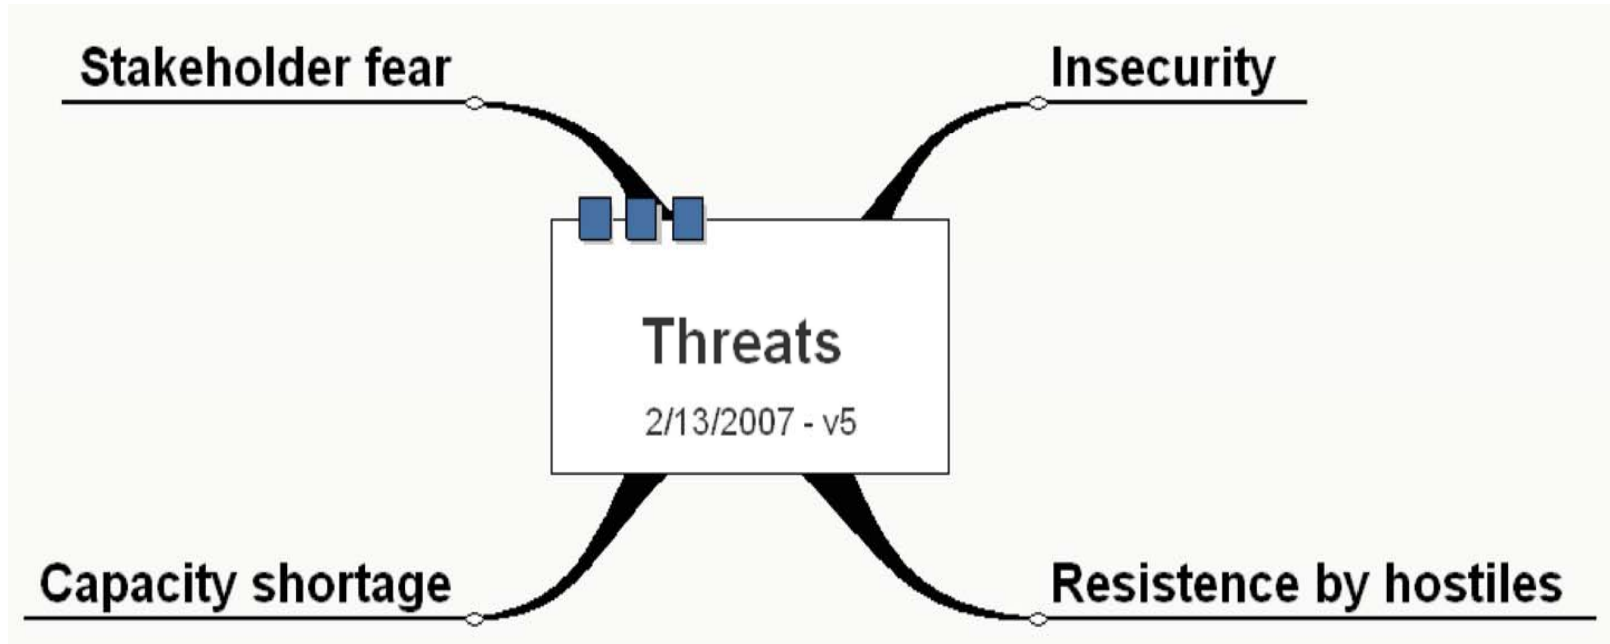 Stakeholder fear
Insecurity
Threats
2/13/2007 - v5
Capacity shortage
Resistence by hostiles